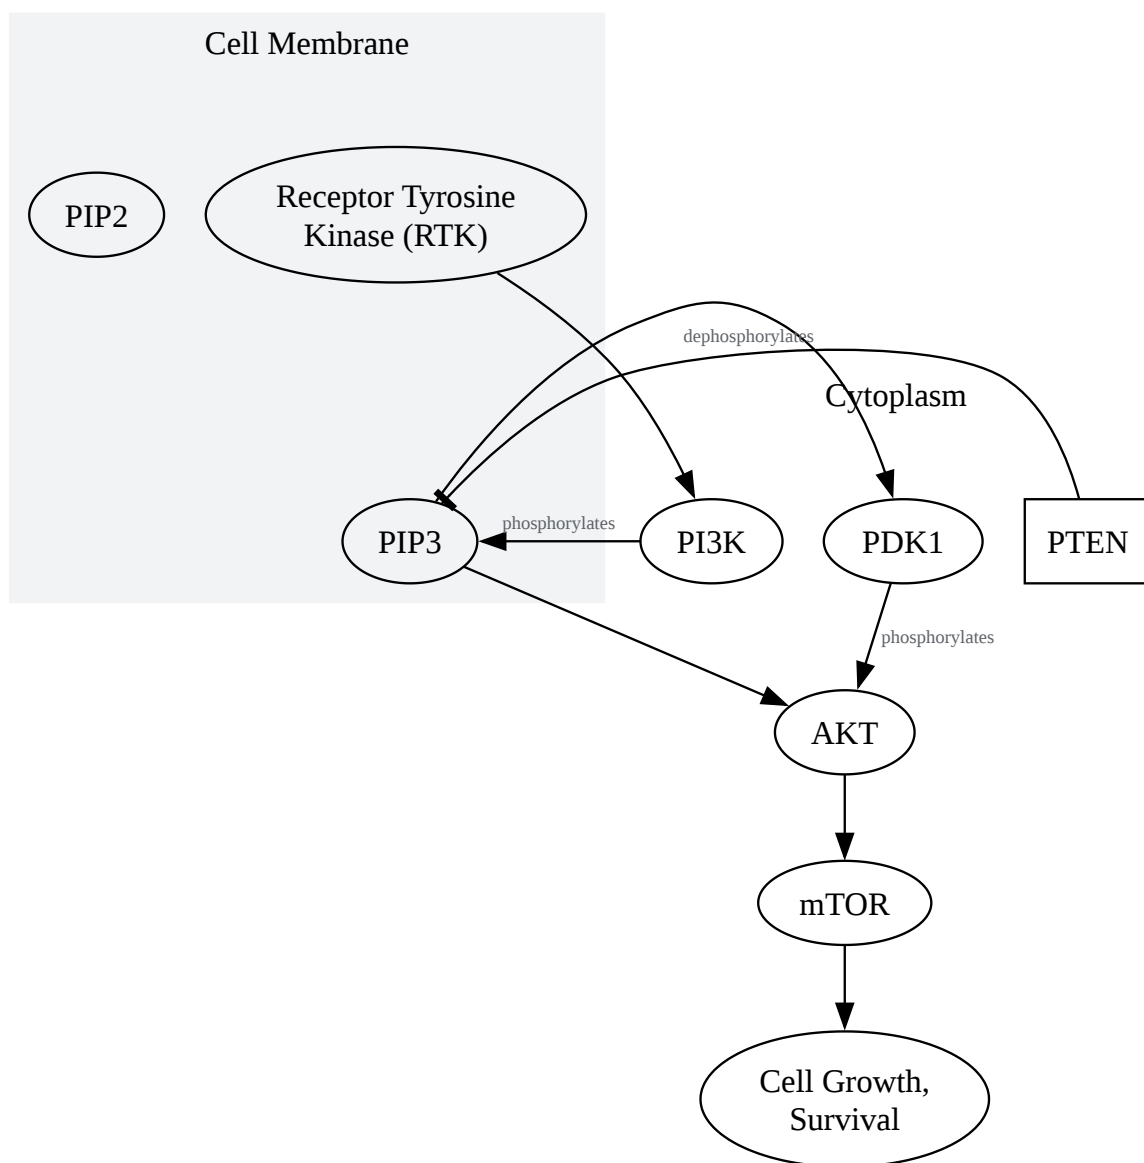 Cell Membrane
PIP2
Receptor Tyrosine
Kinase (RTK)
dephosphorylates
Cytoplasm
phosphorylates
PIP3
PI3K
PDK1
PTEN
phosphorylates
AKT
mTOR
Cell Growth,
Survival